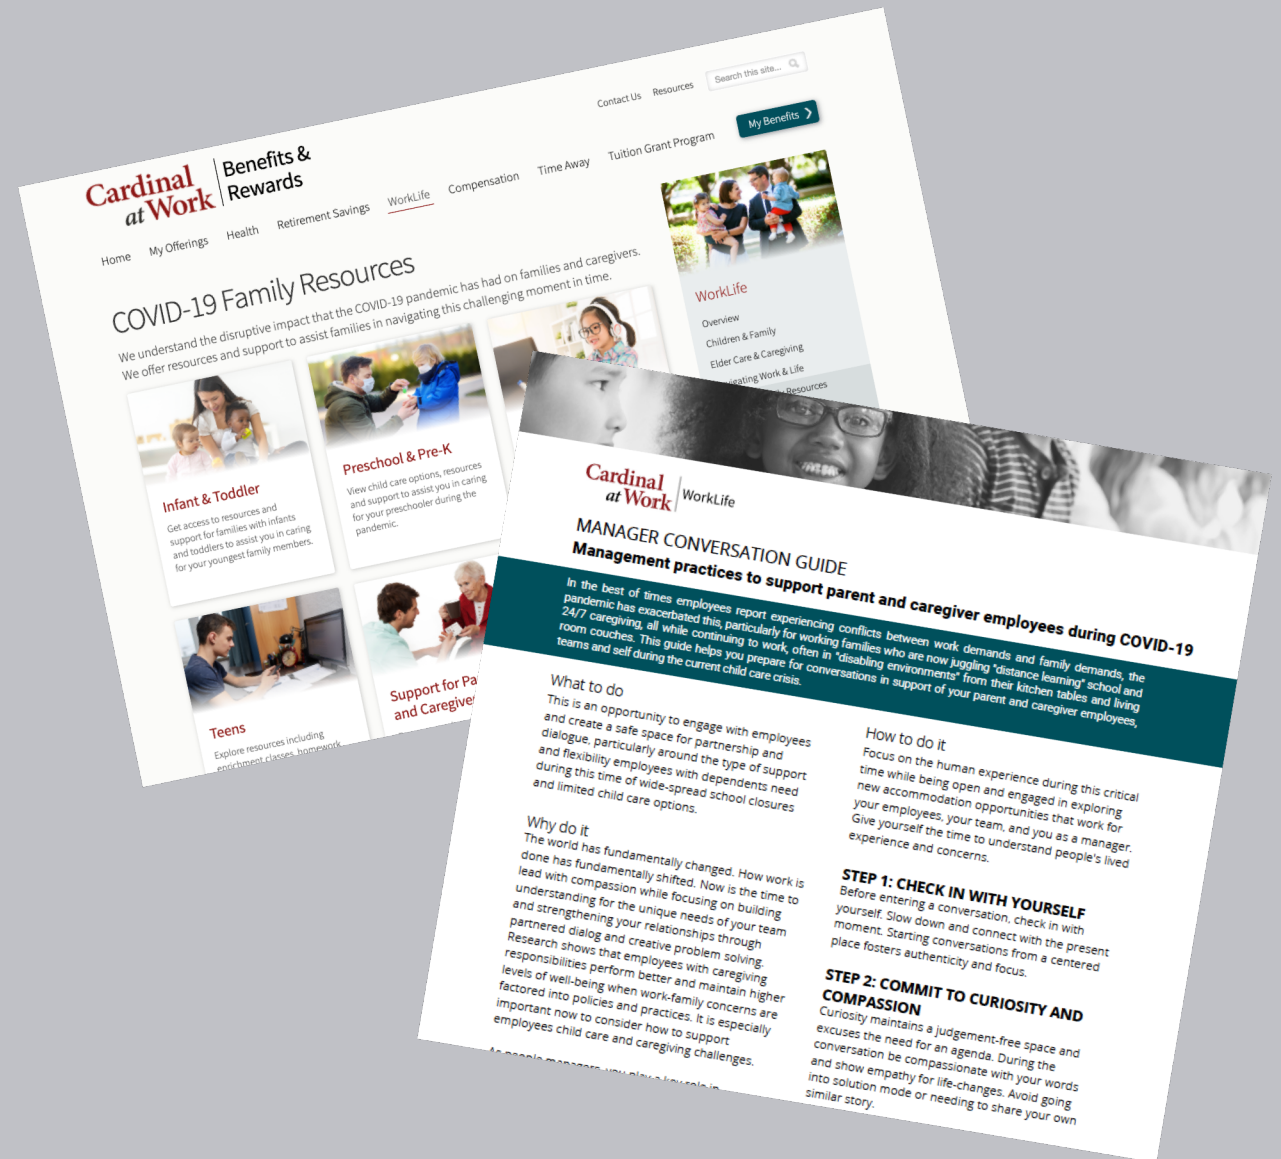 Contact Us Resources Search this site...
My Benefits
Cardinal at Work
Benefits & Rewards
Home My Offerings Health Retirement Savings WorkLife Compensation Time Away Tuition Grant Program
COVID-19 Family Resources
We understand the disruptive impact that the COVID-19 pandemic has had on families and caregivers.
We offer resources and support to assist families in navigating this challenging moment in time.
Infant & Toddler
Get access to resources and
support for families with infants
and toddlers to assist you in caring
for your youngest family members.
Preschool & Pre-K
View child care options, resources
and support to assist you in caring
for your preschooler during the
pandemic.
Teens
Explore resources including
enrichment classes, homework
Support for Pa
and Caregive
WorkLife
Overview
Children & Family
Elder Care & Caregiving
igating Work & Life
Resources
Cardinal at Work
WorkLife
MANAGER CONVERSATION GUIDE
Management practices to support parent and caregiver employees during COVID-19
In the best of times employees report experiencing conflicts between work demands and family demands, the
pandemic has exacerbated this, particularly for working families who are now juggling "distance learning" school and
24/7 caregiving, all while continuing to work, often in "disabling environments" from their kitchen tables and living
room couches. This guide helps you prepare for conversations in support of your parent and caregiver employees,
teams and self during the current child care crisis.
What to do
This is an opportunity to engage with employees
and create a safe space for partnership and
dialogue, particularly around the type of support
and flexibility employees with dependents need
during this time of wide-spread school closures
and limited child care options.
Why do it
The world has fundamentally changed. How work is
done has fundamentally shifted. Now is the time to
lead with compassion while focusing on building
understanding for the unique needs of your team
and strengthening your relationships through
partnered dialog and creative problem solving.
Research shows that employees with caregiving
responsibilities perform better and maintain higher
levels of well-being when work-family concerns are
factored into policies and practices. It is especially
important now to consider how to support
employees child care and caregiving challenges.
As people managers, you play a key role in
How to do it
Focus on the human experience during this critical
time while being open and engaged in exploring
new accommodation opportunities that work for
your employees, your team, and you as a manager.
Give yourself the time to understand people's lived
experience and concerns.
STEP 1: CHECK IN WITH YOURSELF
Before entering a conversation, check in with
yourself. Slow down and connect with the present
moment. Starting conversations from a centered
place fosters authenticity and focus.
STEP 2: COMMIT TO CURIOSITY AND
COMPASSION
Curiosity maintains a judgement-free space and
excuses the need for an agenda. During the
conversation be compassionate with your words
and show empathy for life-changes. Avoid going
into solution mode or needing to share your own
similar story.